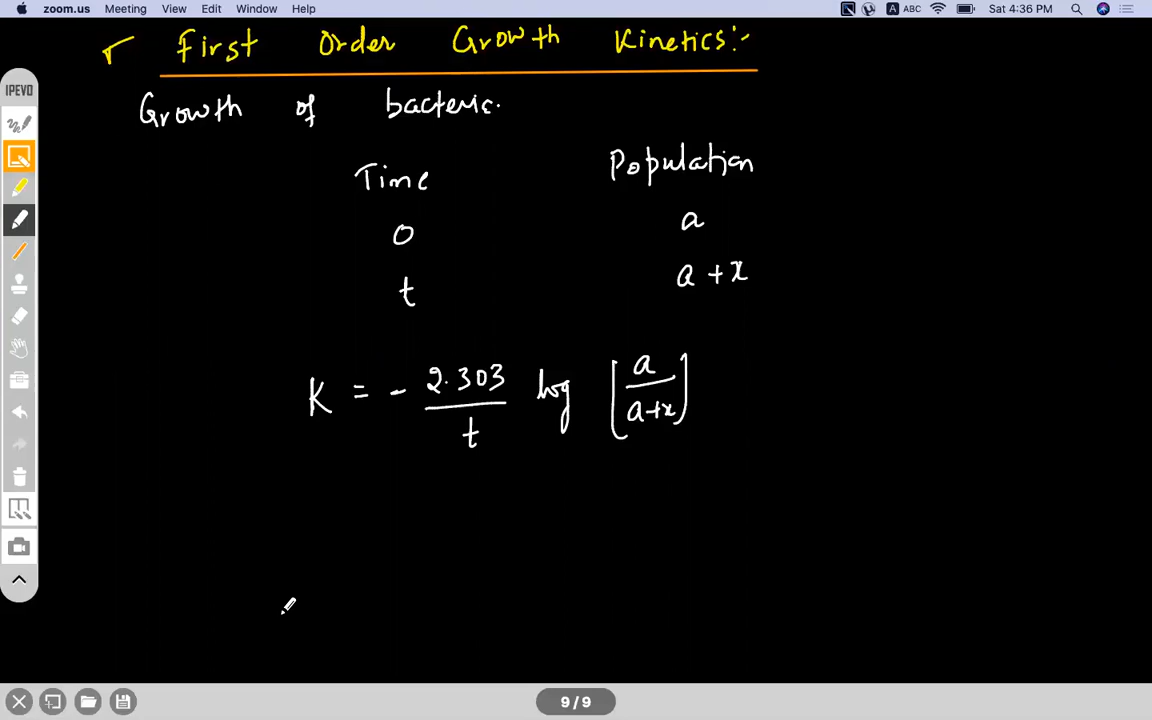 zoom.us Meeting View Edit Window Help ABC Sat 4:36 PM
First Order Growth Kinetics:-
IPEVO
Growth of bacteria.
Time Population
0 a
t a+x
K = - 2.303/t log [a/a+x]
9 / 9